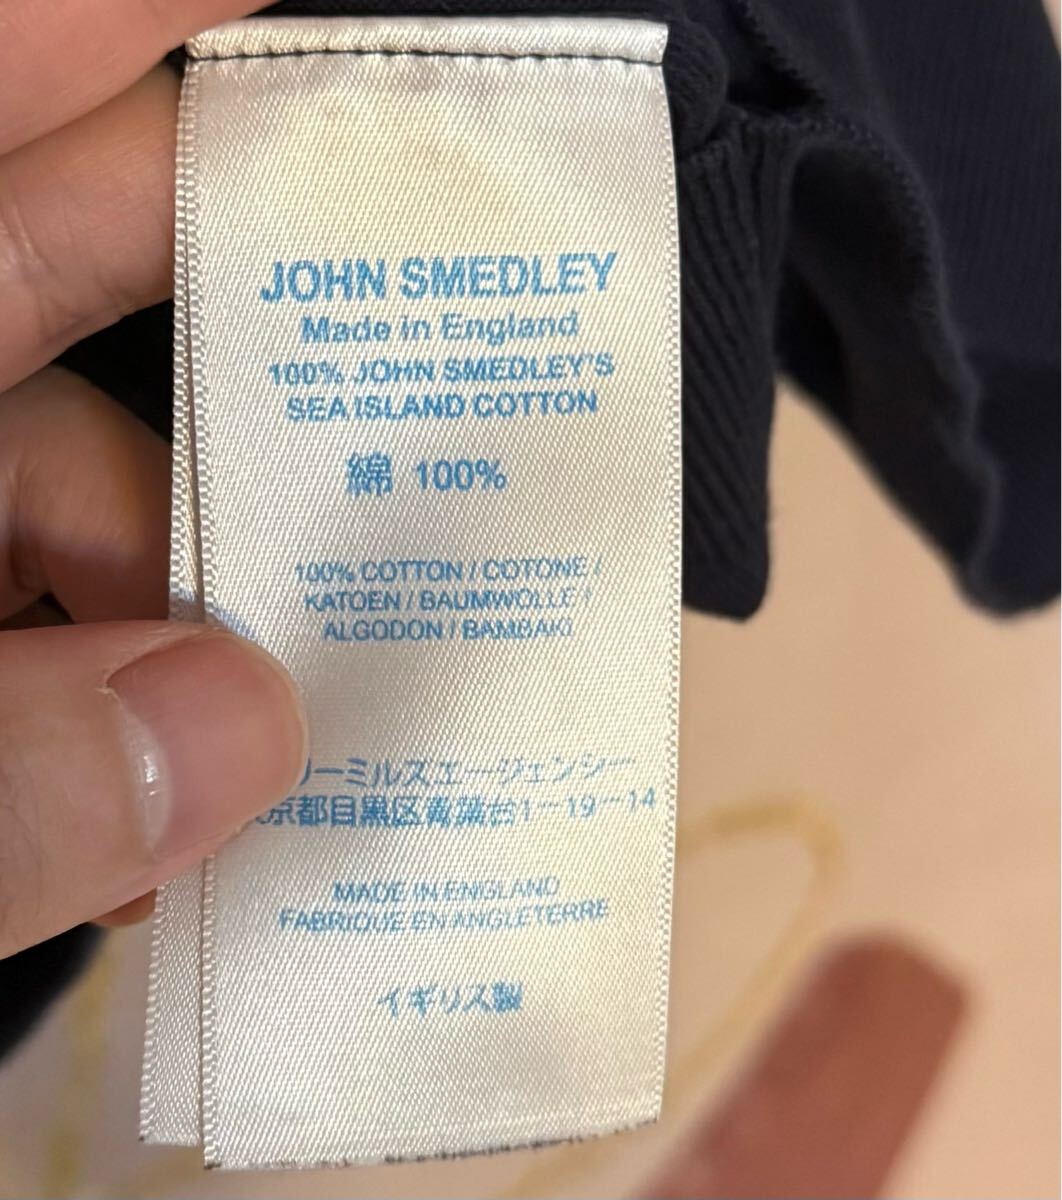 JOHN SMEDLEY
Made in England
100% JOHN SMEDLEY'S
SEA ISLAND COTTON
綿 100%
100% COTTON / COTONE /
KATOEN / BAUMWOLLE /
ALGODON / BAMBAKI
リーミルスエージェンシー
京都目黒区青葉台1-19-14
MADE IN ENGLAND
FABRIQUE EN ANGLETERRE
イギリス製